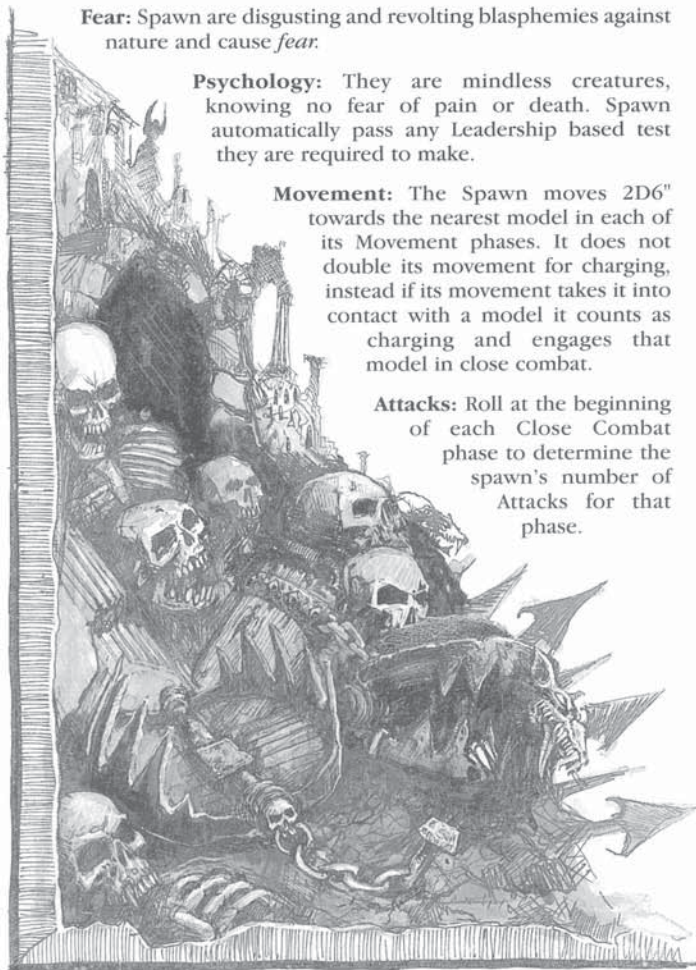 Fear: Spawn are disgusting and revolting blasphemies against
nature and cause fear.
Psychology: They are mindless creatures,
knowing no fear of pain or death. Spawn
automatically pass any Leadership based test
they are required to make.
Movement: The Spawn moves 2D6"
towards the nearest model in each of
its Movement phases. It does not
double its movement for charging,
instead if its movement takes it into
contact with a model it counts as
charging and engages that
model in close combat.
Attacks: Roll at the beginning
of each Close Combat
phase to determine the
spawn's number of
Attacks for that
phase.